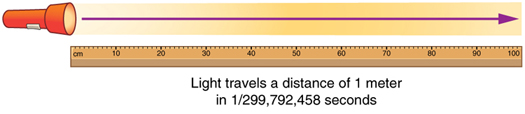 cm 10 20 30 40 50 60 70 80 90 100
Light travels a distance of 1 meter
in 1/299,792,458 seconds